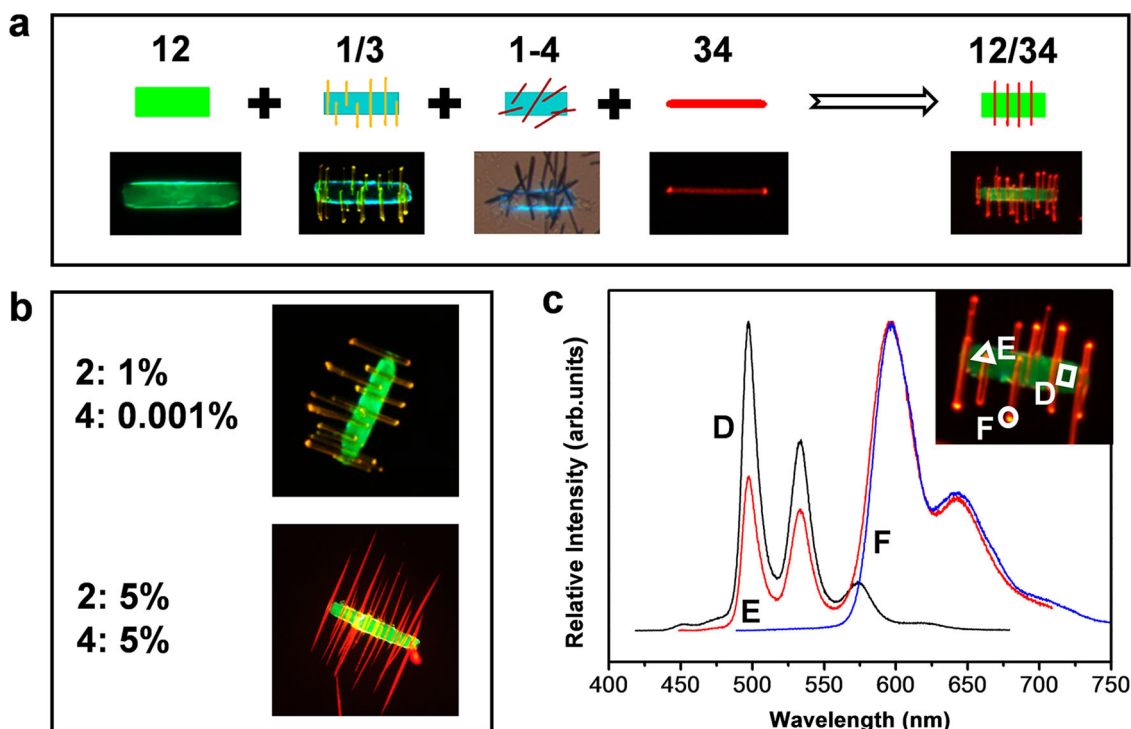 a
12 1/3 1-4 34 12/34
+ + +
b
2: 1%
4: 0.001%
2: 5%
4: 5%
c
Relative Intensity (arb.units)
D
E
F
E
D
F
400 450 500 550 600 650 700 750
Wavelength (nm)